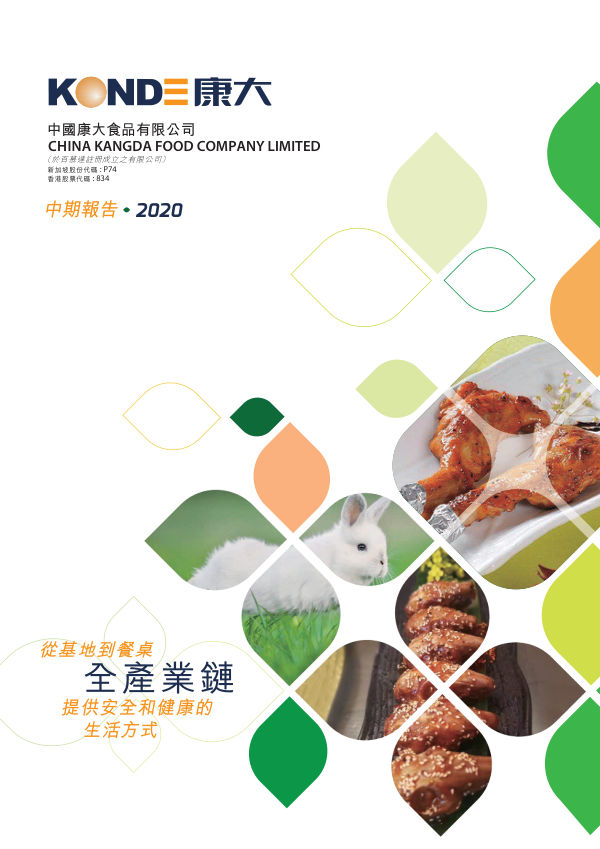 KONDE康大
中國康大食品有限公司
CHINA KANGDA FOOD COMPANY LIMITED
(於百慕達註冊成立之有限公司)
新加坡股份代碼 : P74
香港股票代碼 : 834
中期報告 • 2020
從基地到餐桌
全產業鏈
提供安全和健康的
生活方式